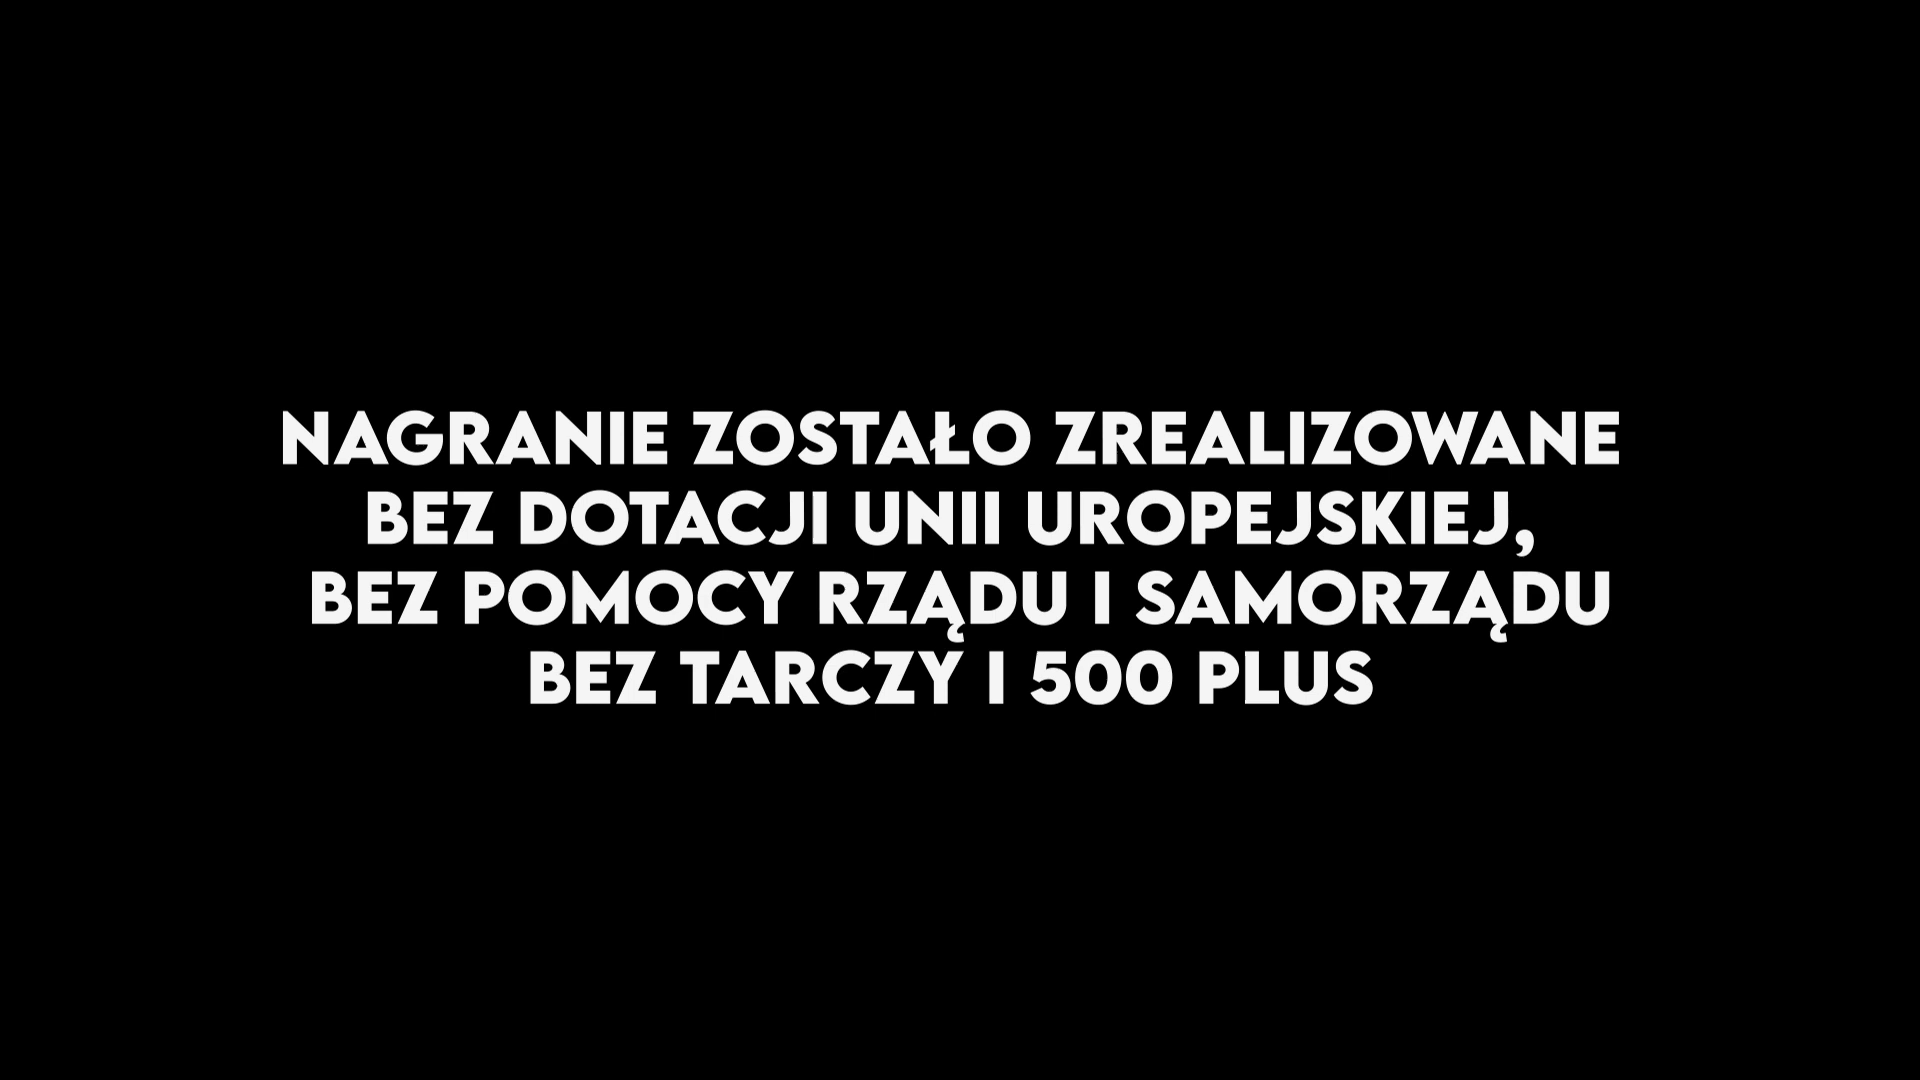 NAGRANIE ZOSTAŁO ZREALIZOWANE
BEZ DOTACJI UNII UROPEJSKIEJ,
BEZ POMOCY RZĄDU I SAMORZĄDU
BEZ TARCZY I 500 PLUS